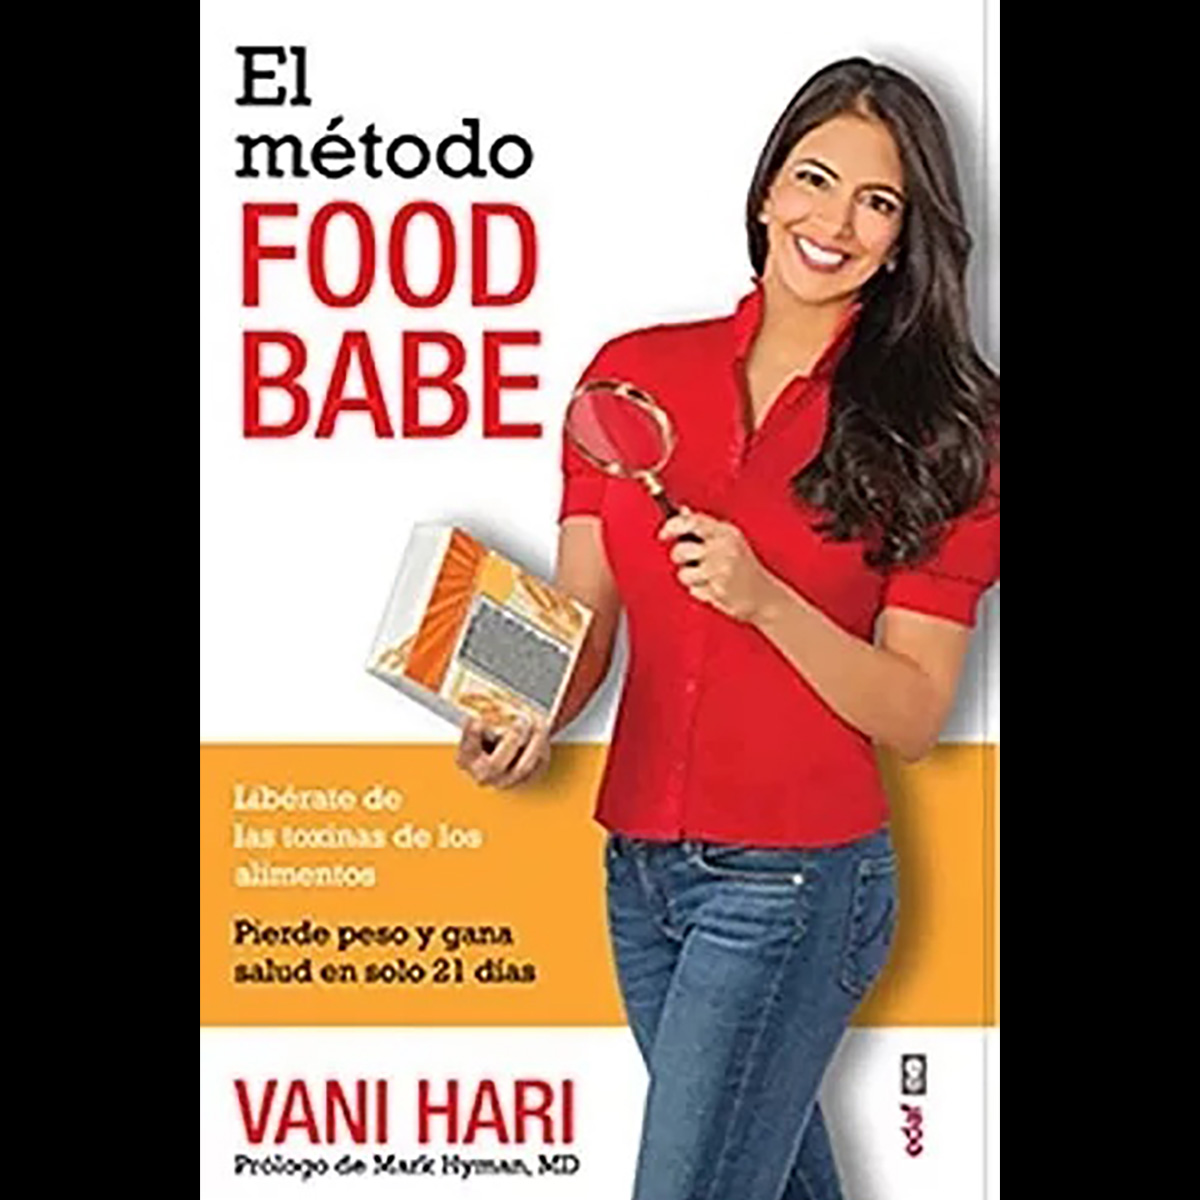 El
método
FOOD
BABE
Libérate de
las toxinas de los
alimentos
Pierde peso y gana
salud en solo 21 días
VANI HARI
Prólogo de Mark Hyman, MD
edaf